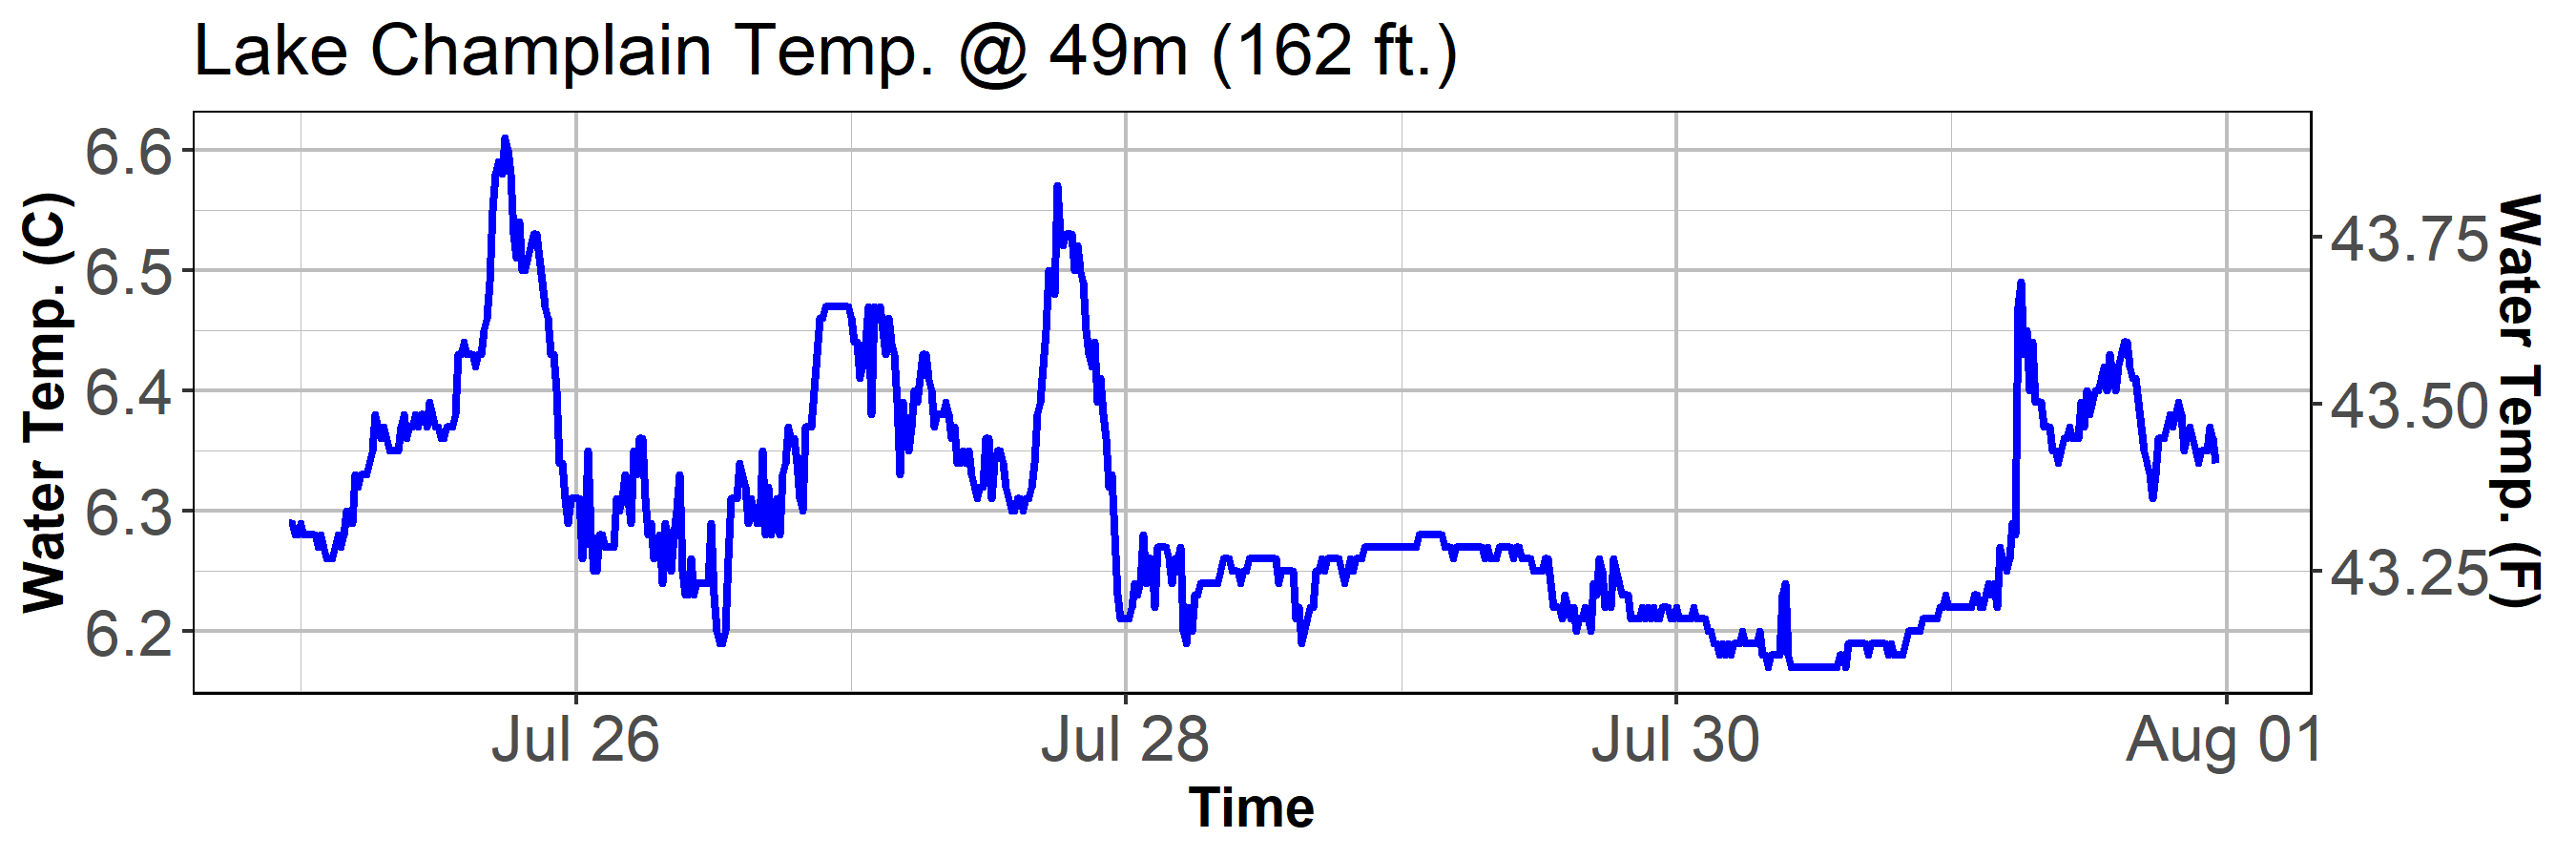 Lake Champlain Temp. @ 49m (162 ft.)
Water Temp. (C)
6.6
6.5
6.4
6.3
6.2
43.75
43.50
43.25
Water Temp. (F)
Jul 26
Jul 28
Jul 30
Aug 01
Time